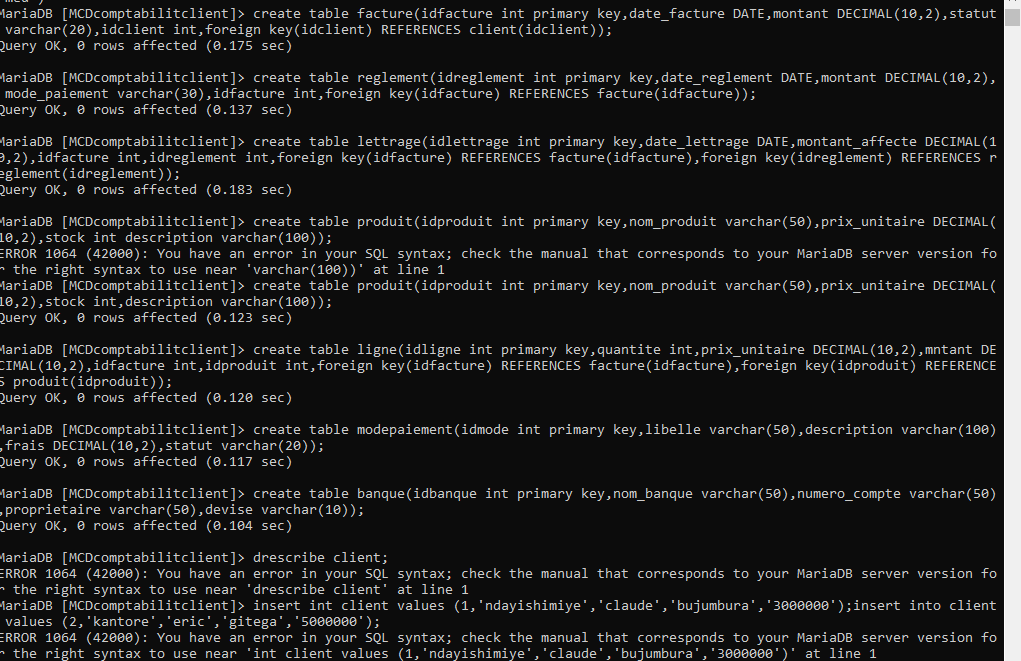 MariaDB [MCDcomptabilitclient]> create table facture(idfacture int primary key,date_facture DATE,montant DECIMAL(10,2),statut
varchar(20),idclient int,foreign key(idclient) REFERENCES client(idclient));
Query OK, 0 rows affected (0.175 sec)
MariaDB [MCDcomptabilitclient]> create table reglement(idreglement int primary key,date_reglement DATE,montant DECIMAL(10,2),
mode_paiement varchar(30),idfacture int,foreign key(idfacture) REFERENCES facture(idfacture));
Query OK, 0 rows affected (0.137 sec)
MariaDB [MCDcomptabilitclient]> create table lettrage(idlettrage int primary key,date_lettrage DATE,montant_affecte DECIMAL(1
0,2),idfacture int,idreglement int,foreign key(idfacture) REFERENCES facture(idfacture),foreign key(idreglement) REFERENCES r
eglement(idreglement));
Query OK, 0 rows affected (0.183 sec)
MariaDB [MCDcomptabilitclient]> create table produit(idproduit int primary key,nom_produit varchar(50),prix_unitaire DECIMAL(
10,2),stock int description varchar(100));
ERROR 1064 (42000): You have an error in your SQL syntax; check the manual that corresponds to your MariaDB server version fo
r the right syntax to use near 'varchar(100))' at line 1
MariaDB [MCDcomptabilitclient]> create table produit(idproduit int primary key,nom_produit varchar(50),prix_unitaire DECIMAL(
10,2),stock int,description varchar(100));
Query OK, 0 rows affected (0.123 sec)
MariaDB [MCDcomptabilitclient]> create table ligne(idligne int primary key,quantite int,prix_unitaire DECIMAL(10,2),mntant DE
CIMAL(10,2),idfacture int,idproduit int,foreign key(idfacture) REFERENCES facture(idfacture),foreign key(idproduit) REFERENCE
S produit(idproduit));
Query OK, 0 rows affected (0.120 sec)
MariaDB [MCDcomptabilitclient]> create table modepaiement(idmode int primary key,libelle varchar(50),description varchar(100)
,frais DECIMAL(10,2),statut varchar(20));
Query OK, 0 rows affected (0.117 sec)
MariaDB [MCDcomptabilitclient]> create table banque(idbanque int primary key,nom_banque varchar(50),numero_compte varchar(50)
,proprietaire varchar(50),devise varchar(10));
Query OK, 0 rows affected (0.104 sec)
MariaDB [MCDcomptabilitclient]> drescribe client;
ERROR 1064 (42000): You have an error in your SQL syntax; check the manual that corresponds to your MariaDB server version fo
r the right syntax to use near 'drescribe client' at line 1
MariaDB [MCDcomptabilitclient]> insert int client values (1,'ndayishimiye','claude','bujumbura','3000000');insert into client
values (2,'kantore','eric','gitega','5000000');
ERROR 1064 (42000): You have an error in your SQL syntax; check the manual that corresponds to your MariaDB server version fo
r the right syntax to use near 'int client values (1,'ndayishimiye','claude','bujumbura','3000000')' at line 1